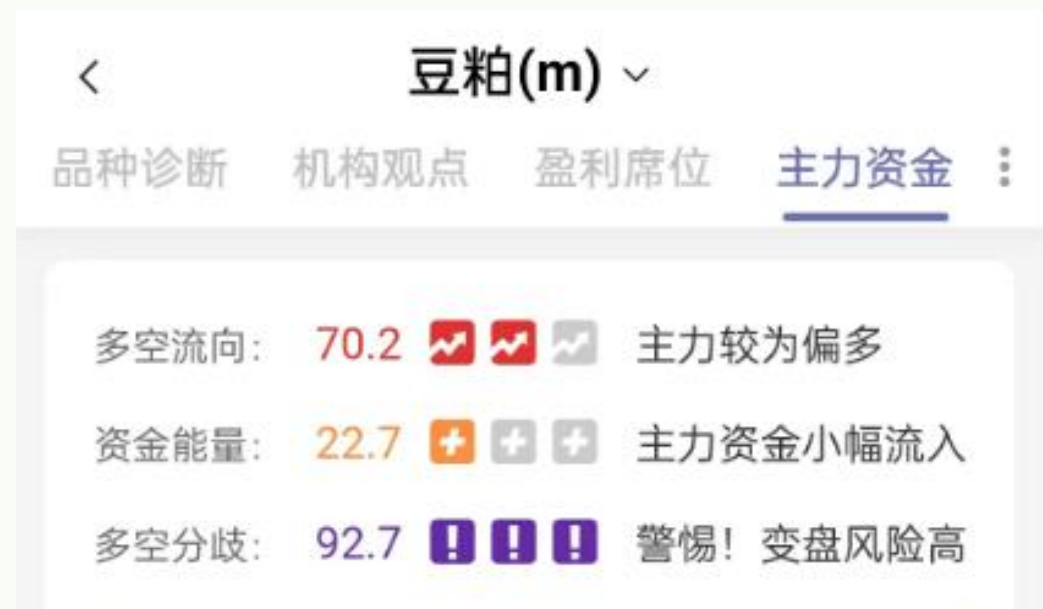 豆粕(m)
品种诊断 机构观点 盈利席位 主力资金
多空流向: 70.2 主力较为偏多
资金能量: 22.7 主力资金小幅流入
多空分歧: 92.7 警惕！变盘风险高